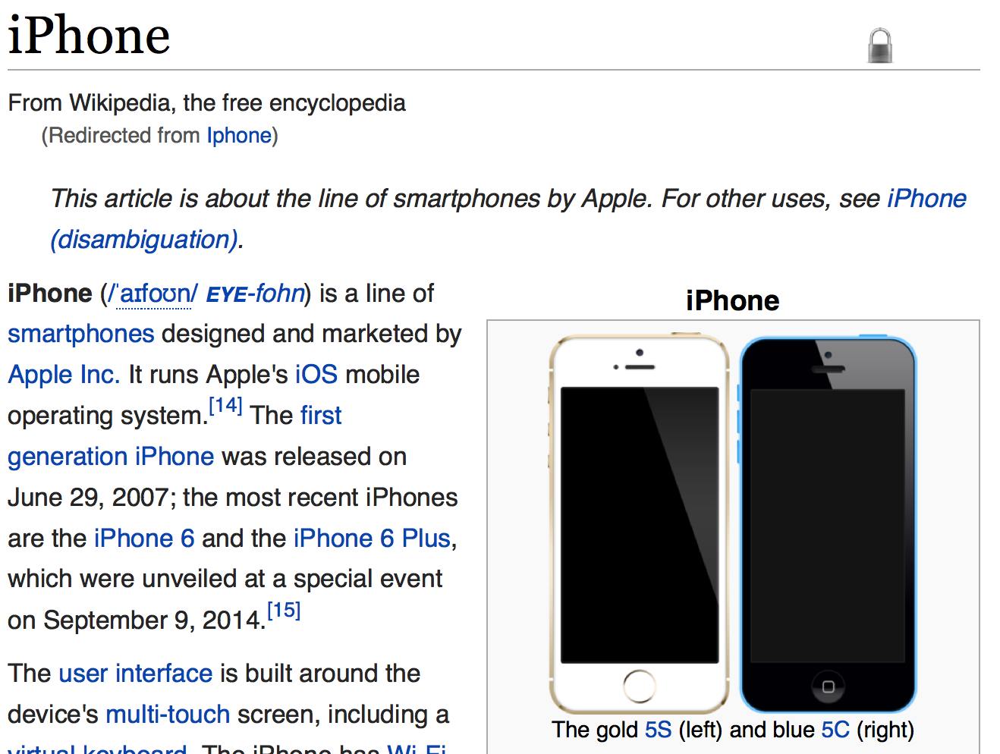 iPhone
From Wikipedia, the free encyclopedia
(Redirected from Iphone)
This article is about the line of smartphones by Apple. For other uses, see iPhone
(disambiguation).
iPhone (/ˈaɪfoʊn/ EYE-fohn) is a line of
smartphones designed and marketed by
Apple Inc. It runs Apple's iOS mobile
operating system.[14] The first
generation iPhone was released on
June 29, 2007; the most recent iPhones
are the iPhone 6 and the iPhone 6 Plus,
which were unveiled at a special event
on September 9, 2014.[15]
The user interface is built around the
device's multi-touch screen, including a
virtual keyboard. The iPhone has Wi-Fi
iPhone
The gold 5S (left) and blue 5C (right)